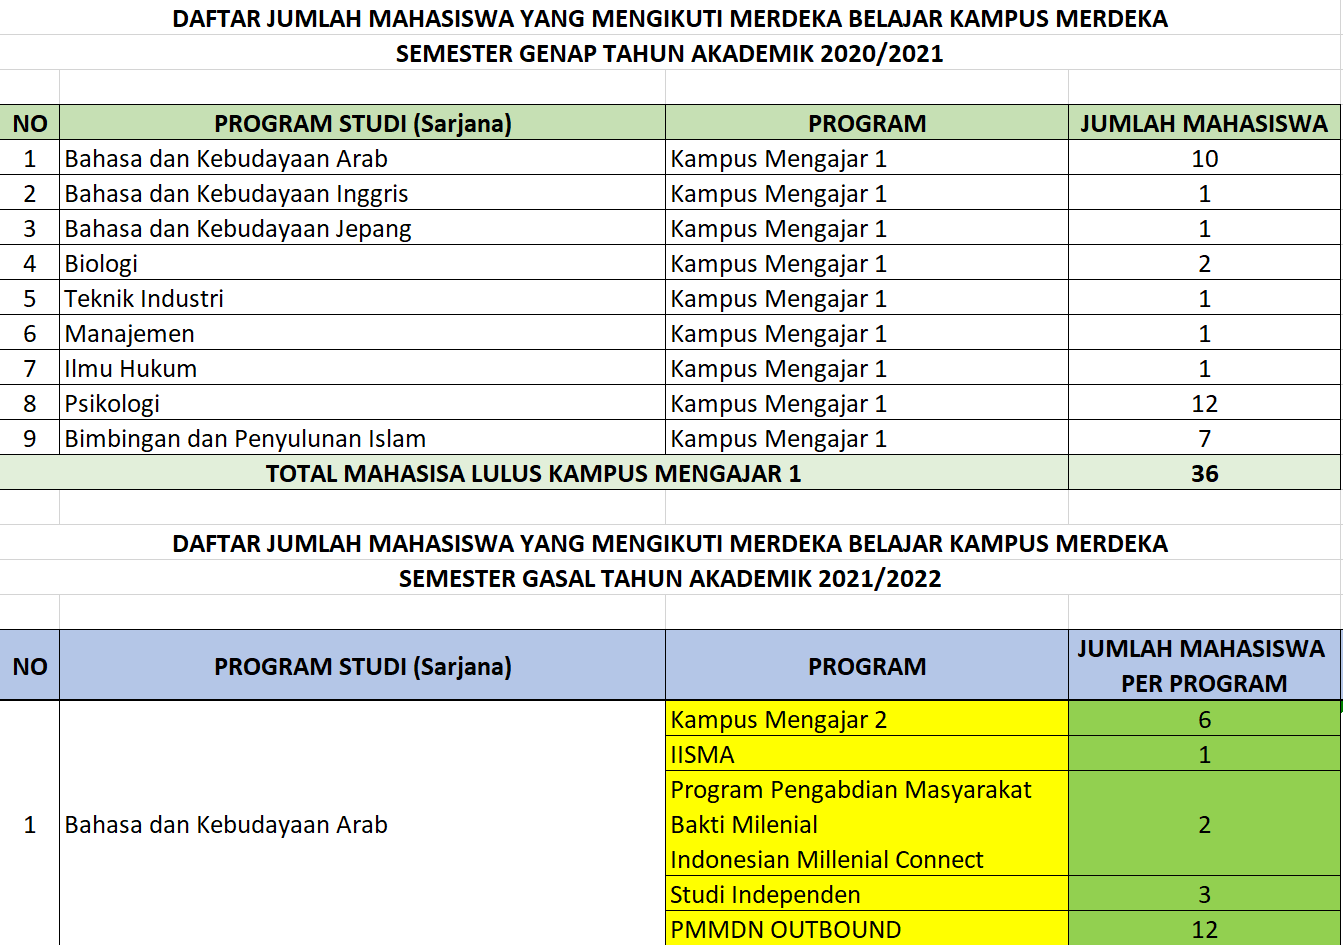 DAFTAR JUMLAH MAHASISWA YANG MENGIKUTI MERDEKA BELAJAR KAMPUS MERDEKA
SEMESTER GENAP TAHUN AKADEMIK 2020/2021
NO PROGRAM STUDI (Sarjana) PROGRAM JUMLAH MAHASISWA
1 Bahasa dan Kebudayaan Arab Kampus Mengajar 1 10
2 Bahasa dan Kebudayaan Inggris Kampus Mengajar 1 1
3 Bahasa dan Kebudayaan Jepang Kampus Mengajar 1 1
4 Biologi Kampus Mengajar 1 2
5 Teknik Industri Kampus Mengajar 1 1
6 Manajemen Kampus Mengajar 1 1
7 Ilmu Hukum Kampus Mengajar 1 1
8 Psikologi Kampus Mengajar 1 12
9 Bimbingan dan Penyulunan Islam Kampus Mengajar 1 7
TOTAL MAHASISA LULUS KAMPUS MENGAJAR 1 36
DAFTAR JUMLAH MAHASISWA YANG MENGIKUTI MERDEKA BELAJAR KAMPUS MERDEKA
SEMESTER GASAL TAHUN AKADEMIK 2021/2022
NO PROGRAM STUDI (Sarjana) PROGRAM JUMLAH MAHASISWA
PER PROGRAM
Kampus Mengajar 2 6
IISMA 1
Program Pengabdian Masyarakat
1 Bahasa dan Kebudayaan Arab Bakti Milenial 2
Indonesian Millenial Connect
Studi Independen 3
PMMDN OUTBOUND 12